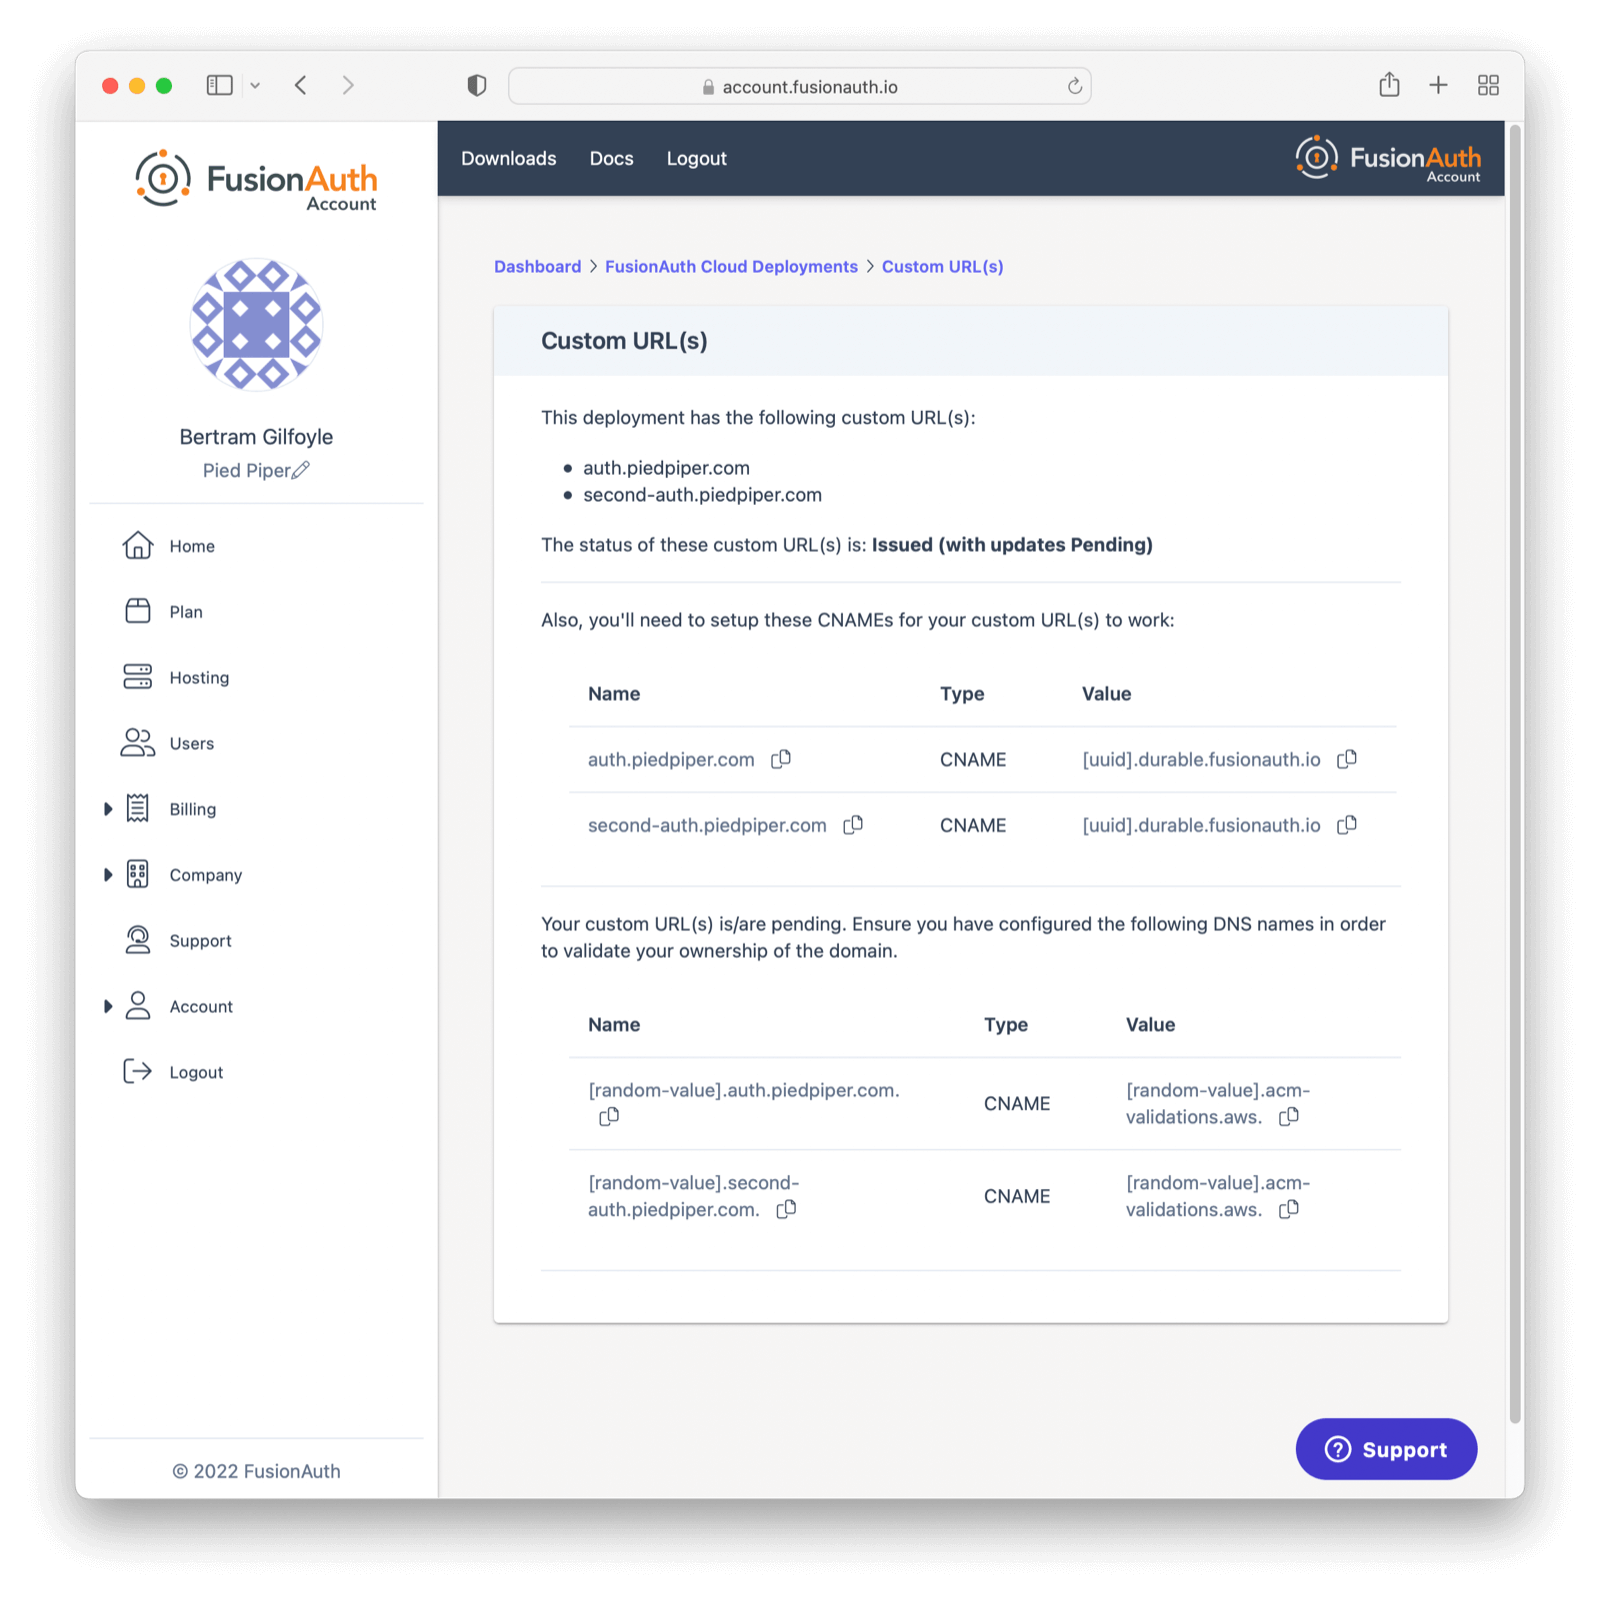 account.fusionauth.io
FusionAuth
Account
Downloads Docs Logout
FusionAuth
Account
Bertram Gilfoyle
Pied Piper
Home
Plan
Hosting
Users
Billing
Company
Support
Account
Logout
© 2022 FusionAuth
Dashboard > FusionAuth Cloud Deployments > Custom URL(s)
Custom URL(s)
This deployment has the following custom URL(s):
• auth.piedpiper.com
• second-auth.piedpiper.com
The status of these custom URL(s) is: Issued (with updates Pending)
Also, you'll need to setup these CNAMEs for your custom URL(s) to work:
Name Type Value
auth.piedpiper.com CNAME [uuid].durable.fusionauth.io
second-auth.piedpiper.com CNAME [uuid].durable.fusionauth.io
Your custom URL(s) is/are pending. Ensure you have configured the following DNS names in order
to validate your ownership of the domain.
Name Type Value
[random-value].auth.piedpiper.com. CNAME [random-value].acm-
validations.aws.
[random-value].second- CNAME [random-value].acm-
auth.piedpiper.com. validations.aws.
Support